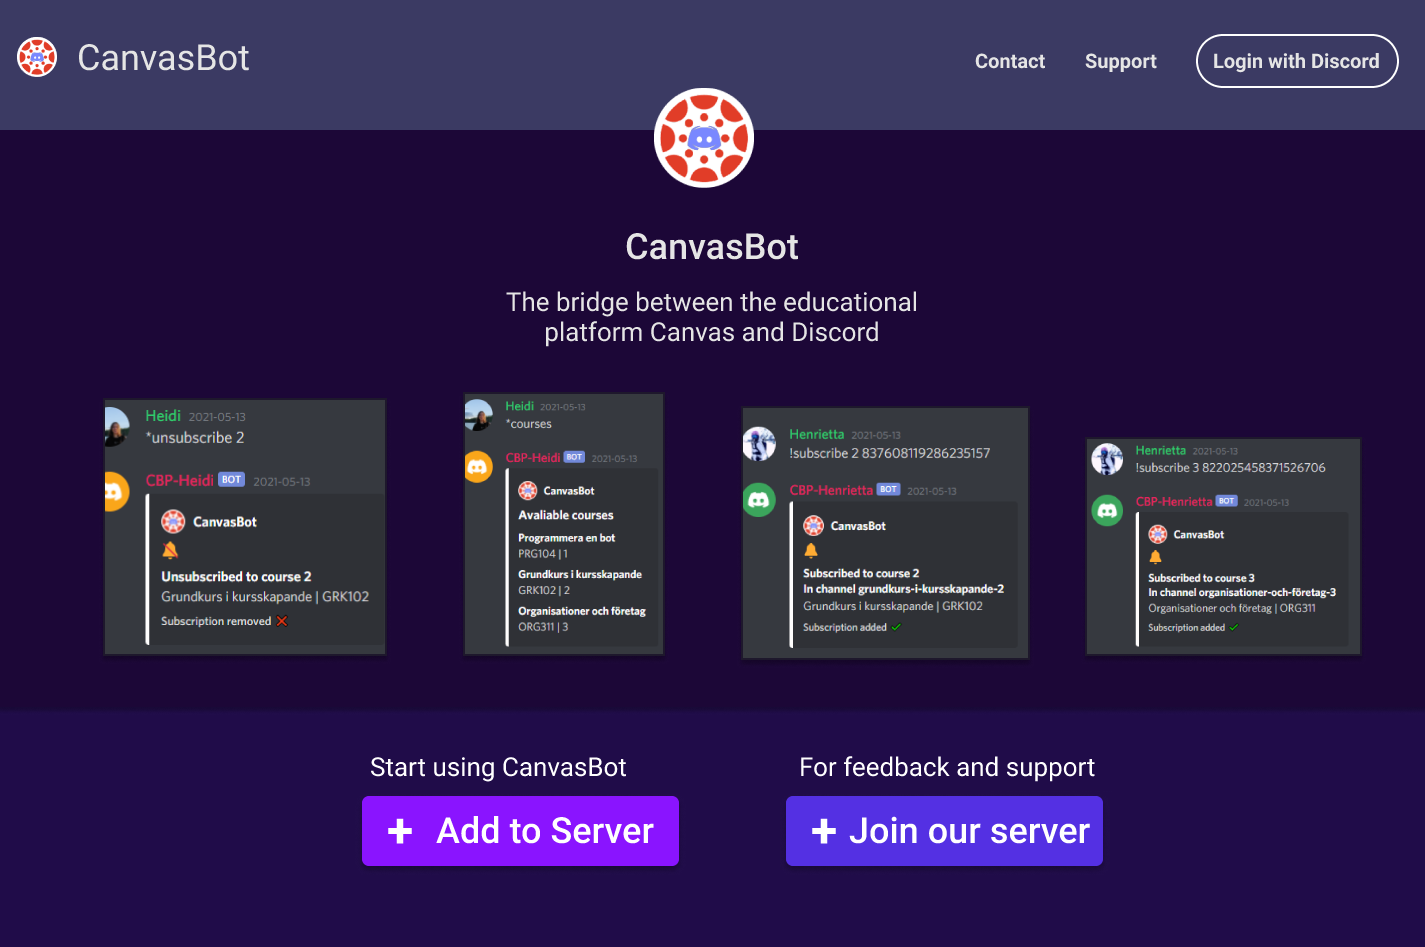 CanvasBot
Contact
Support
Login with Discord
CanvasBot
The bridge between the educational
platform Canvas and Discord
Heidi 2021-05-13
*unsubscribe 2
CBP-Heidi BOT 2021-05-13
CanvasBot
Unsubscribed to course 2
Grundkurs i kursskapande | GRK102
Subscription removed
Heidi 2021-05-13
*courses
CBP-Heidi BOT 2021-05-13
CanvasBot
Avaliable courses
Programmera en bot
PRG104 | 1
Grundkurs i kursskapande
GRK102 | 2
Organisationer och företag
ORG311 | 3
Henrietta 2021-05-13
!subscribe 2 837608119286235157
CBP-Henrietta BOT 2021-05-13
CanvasBot
Subscribed to course 2
In channel grundkurs-i-kursskapande-2
Grundkurs i kursskapande | GRK102
Subscription added
Henrietta 2021-05-13
!subscribe 3 822025458371526706
CBP-Henrietta BOT 2021-05-13
CanvasBot
Subscribed to course 3
In channel organisationer-och-företag-3
Organisationer och företag | ORG311
Subscription added
Start using CanvasBot
+ Add to Server
For feedback and support
+ Join our server